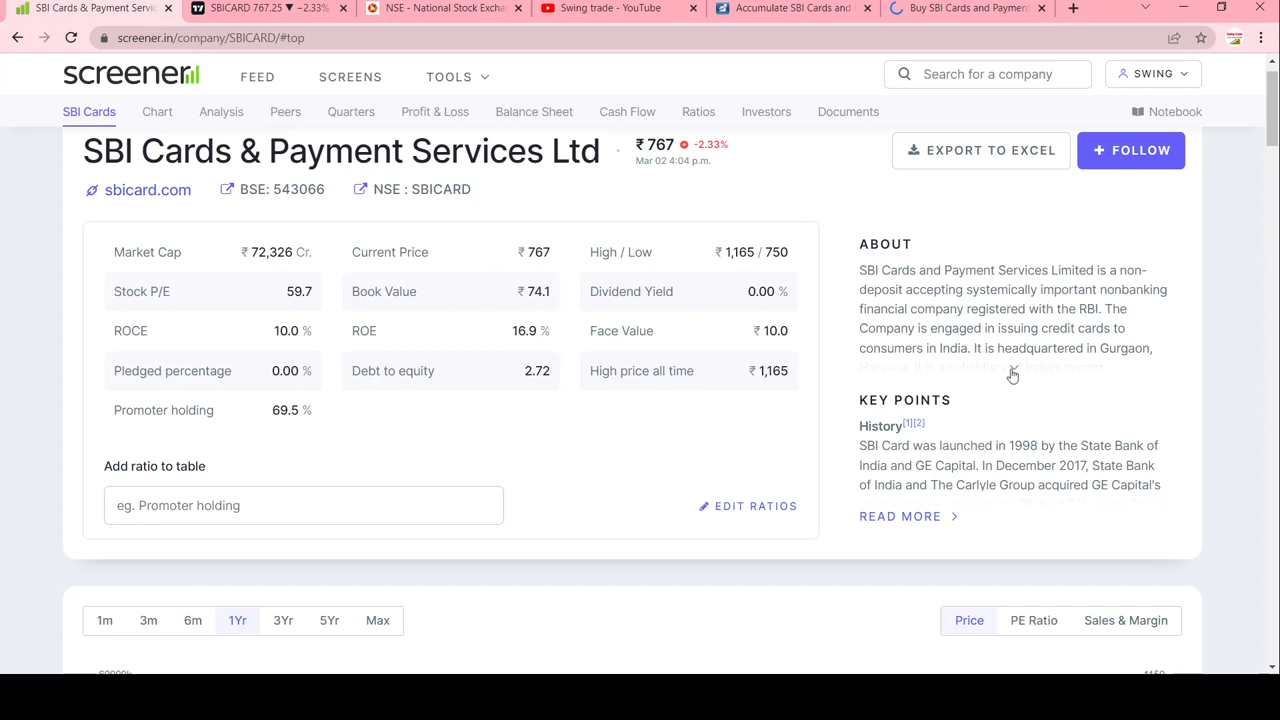 SBI Cards & Payment Servic
SBICARD 767.25 ▼ −2.33%
NSE - National Stock Exchan
Swing trade - YouTube
Accumulate SBI Cards and
Buy SBI Cards and Payment
screener.in/company/SBICARD/#top
screener
FEED
SCREENS
TOOLS
Search for a company
SWING
SBI Cards
Chart
Analysis
Peers
Quarters
Profit & Loss
Balance Sheet
Cash Flow
Ratios
Investors
Documents
Notebook
SBI Cards & Payment Services Ltd
₹ 767 -2.33%
Mar 02 4:04 p.m.
EXPORT TO EXCEL
+ FOLLOW
sbicard.com
BSE: 543066
NSE : SBICARD
Market Cap ₹ 72,326 Cr.
Current Price ₹ 767
High / Low ₹ 1,165 / 750
Stock P/E 59.7
Book Value ₹ 74.1
Dividend Yield 0.00 %
ROCE 10.0 %
ROE 16.9 %
Face Value ₹ 10.0
Pledged percentage 0.00 %
Debt to equity 2.72
High price all time ₹ 1,165
Promoter holding 69.5 %
Add ratio to table
eg. Promoter holding
EDIT RATIOS
ABOUT
SBI Cards and Payment Services Limited is a non-
deposit accepting systemically important nonbanking
financial company registered with the RBI. The
Company is engaged in issuing credit cards to
consumers in India. It is headquartered in Gurgaon,
Haryana. It is a subsidiary India's largest
KEY POINTS
History[1][2]
SBI Card was launched in 1998 by the State Bank of
India and GE Capital. In December 2017, State Bank
of India and The Carlyle Group acquired GE Capital's
READ MORE
1m
3m
6m
1Yr
3Yr
5Yr
Max
Price
PE Ratio
Sales & Margin